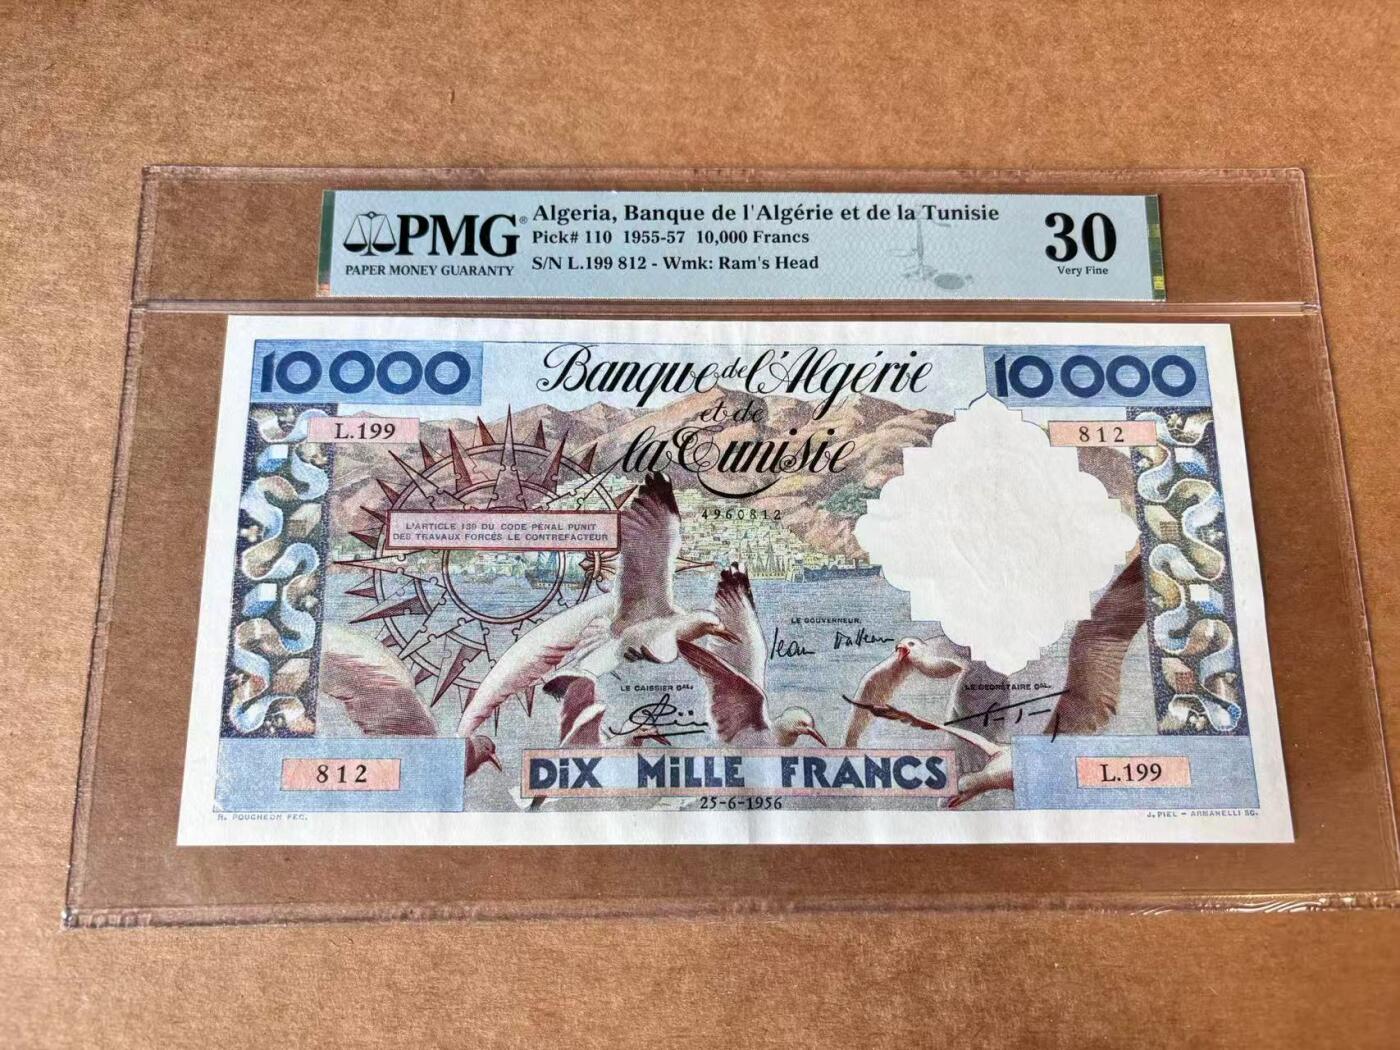 PMG®
PAPER MONEY GUARANTY
Algeria, Banque de l'Algérie et de la Tunisie
Pick# 110 1955-57 10,000 Francs
S/N L.199 812 - Wmk: Ram's Head
30
Very Fine
10000
Banque de l'Algérie
et de
la Tunisie
10000
L.199
812
L'ARTICLE 139 DU CODE PÉNAL PUNIT
DES TRAVAUX FORCÉS LE CONTREFACTEUR
4960812
LE GOUVERNEUR,
LE CAISSIER GAL,
LE SECRÉTAIRE GAL,
812
DiX MiLLE FRANCS
L.199
25-6-1956
R. POUGHEON FEC.
J. PIEL - ARMANELLI SC.